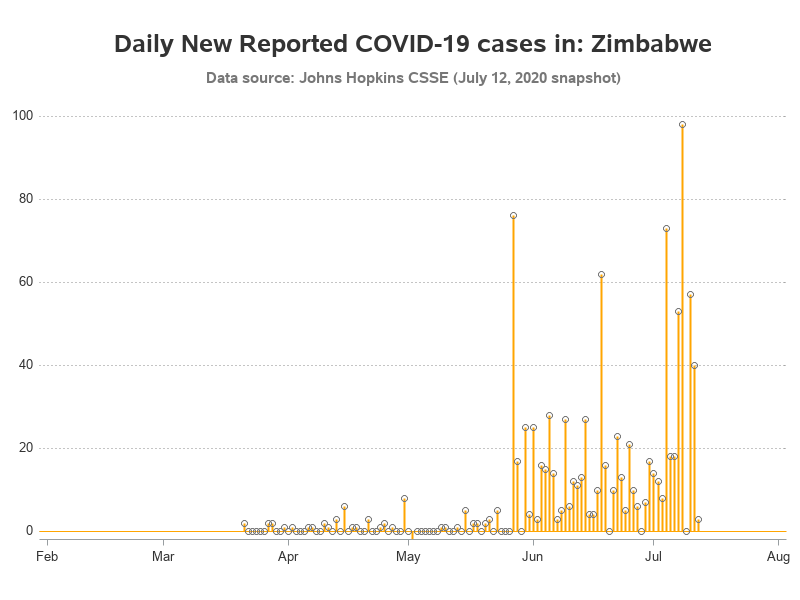 Daily New Reported COVID-19 cases in: Zimbabwe
Data source: Johns Hopkins CSSE (July 12, 2020 snapshot)
100
80
60
40
20
0
Feb Mar Apr May Jun Jul Aug